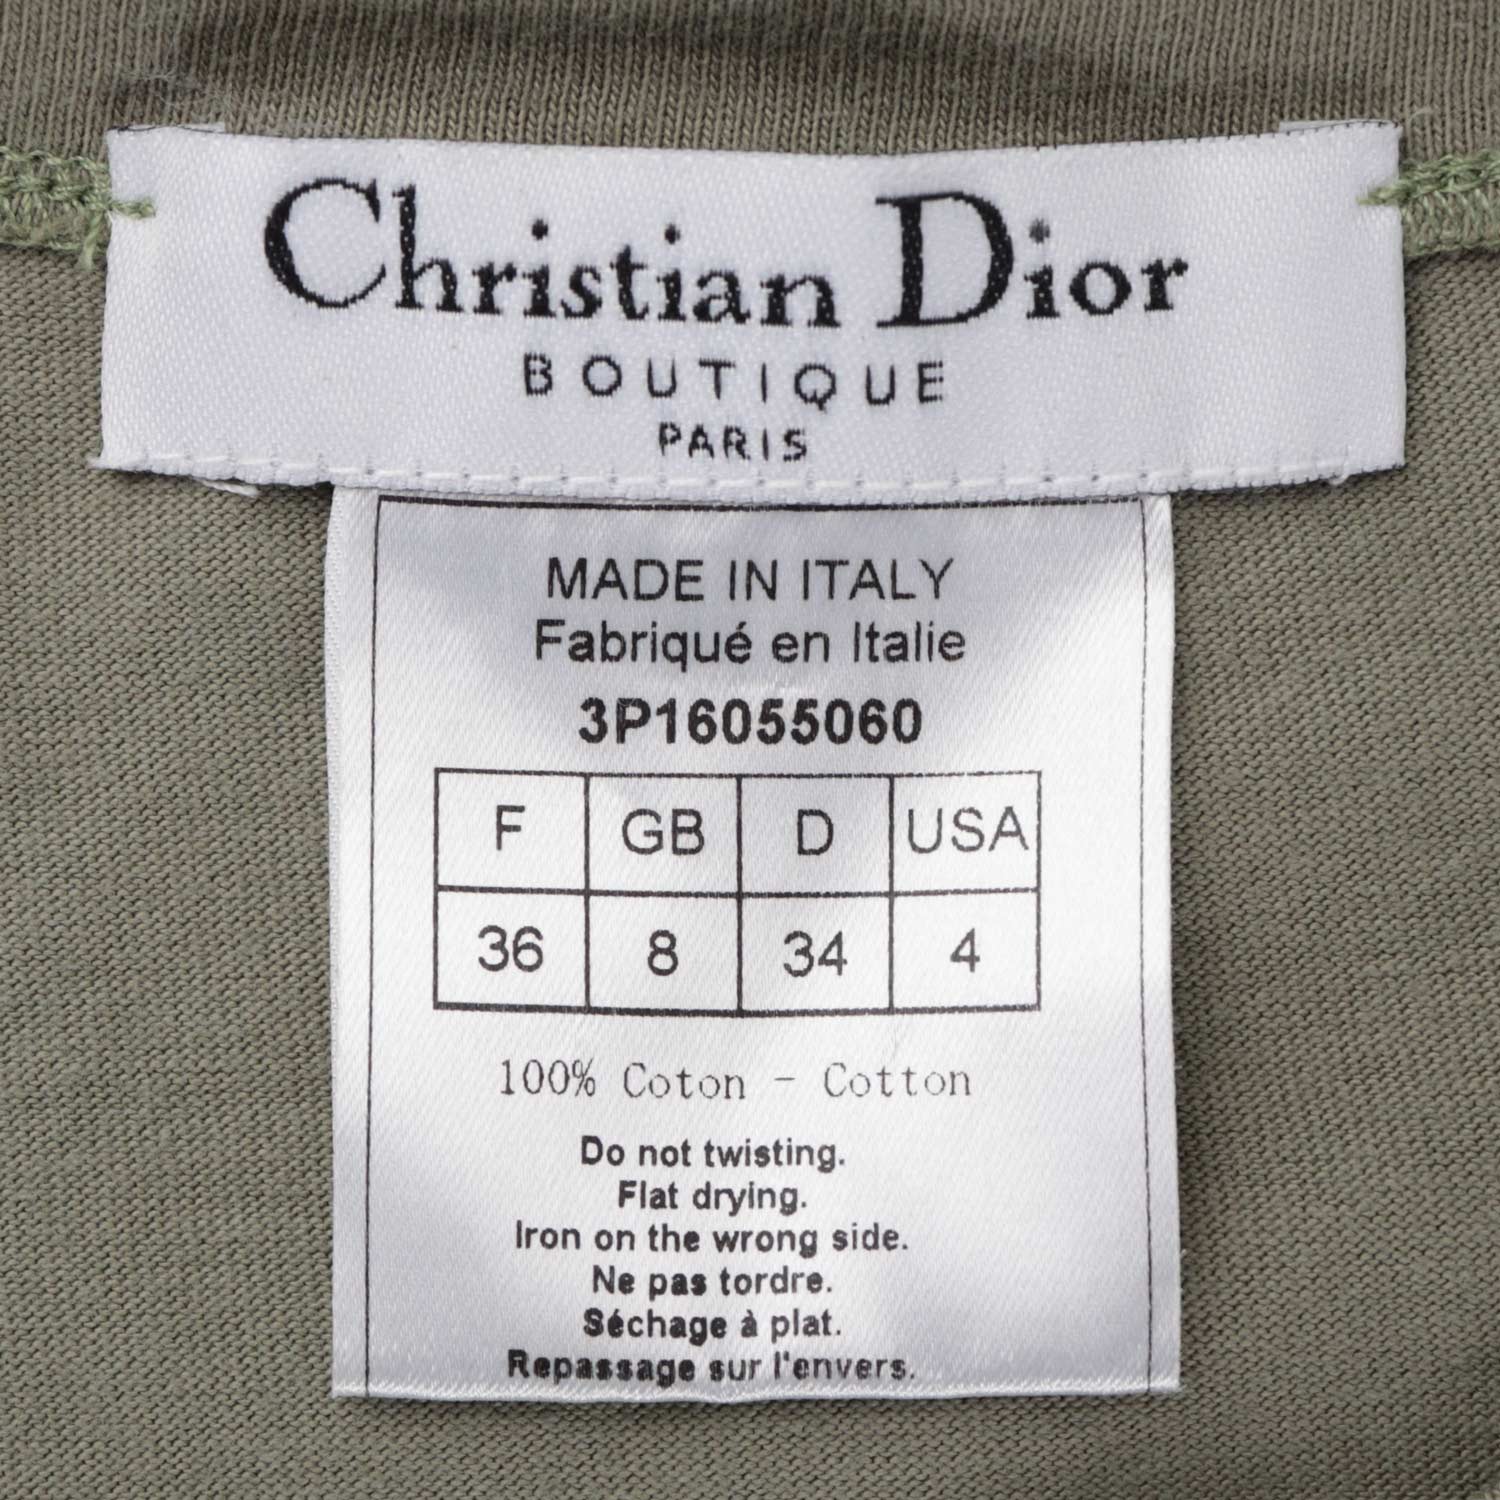 Christian Dior
BOUTIQUE
PARIS
MADE IN ITALY
Fabriqué en Italie
3P16055060
F GB D USA
36 8 34 4
100% Coton - Cotton
Do not twisting.
Flat drying.
Iron on the wrong side.
Ne pas tordre.
Séchage à plat.
Repassage sur l'envers.